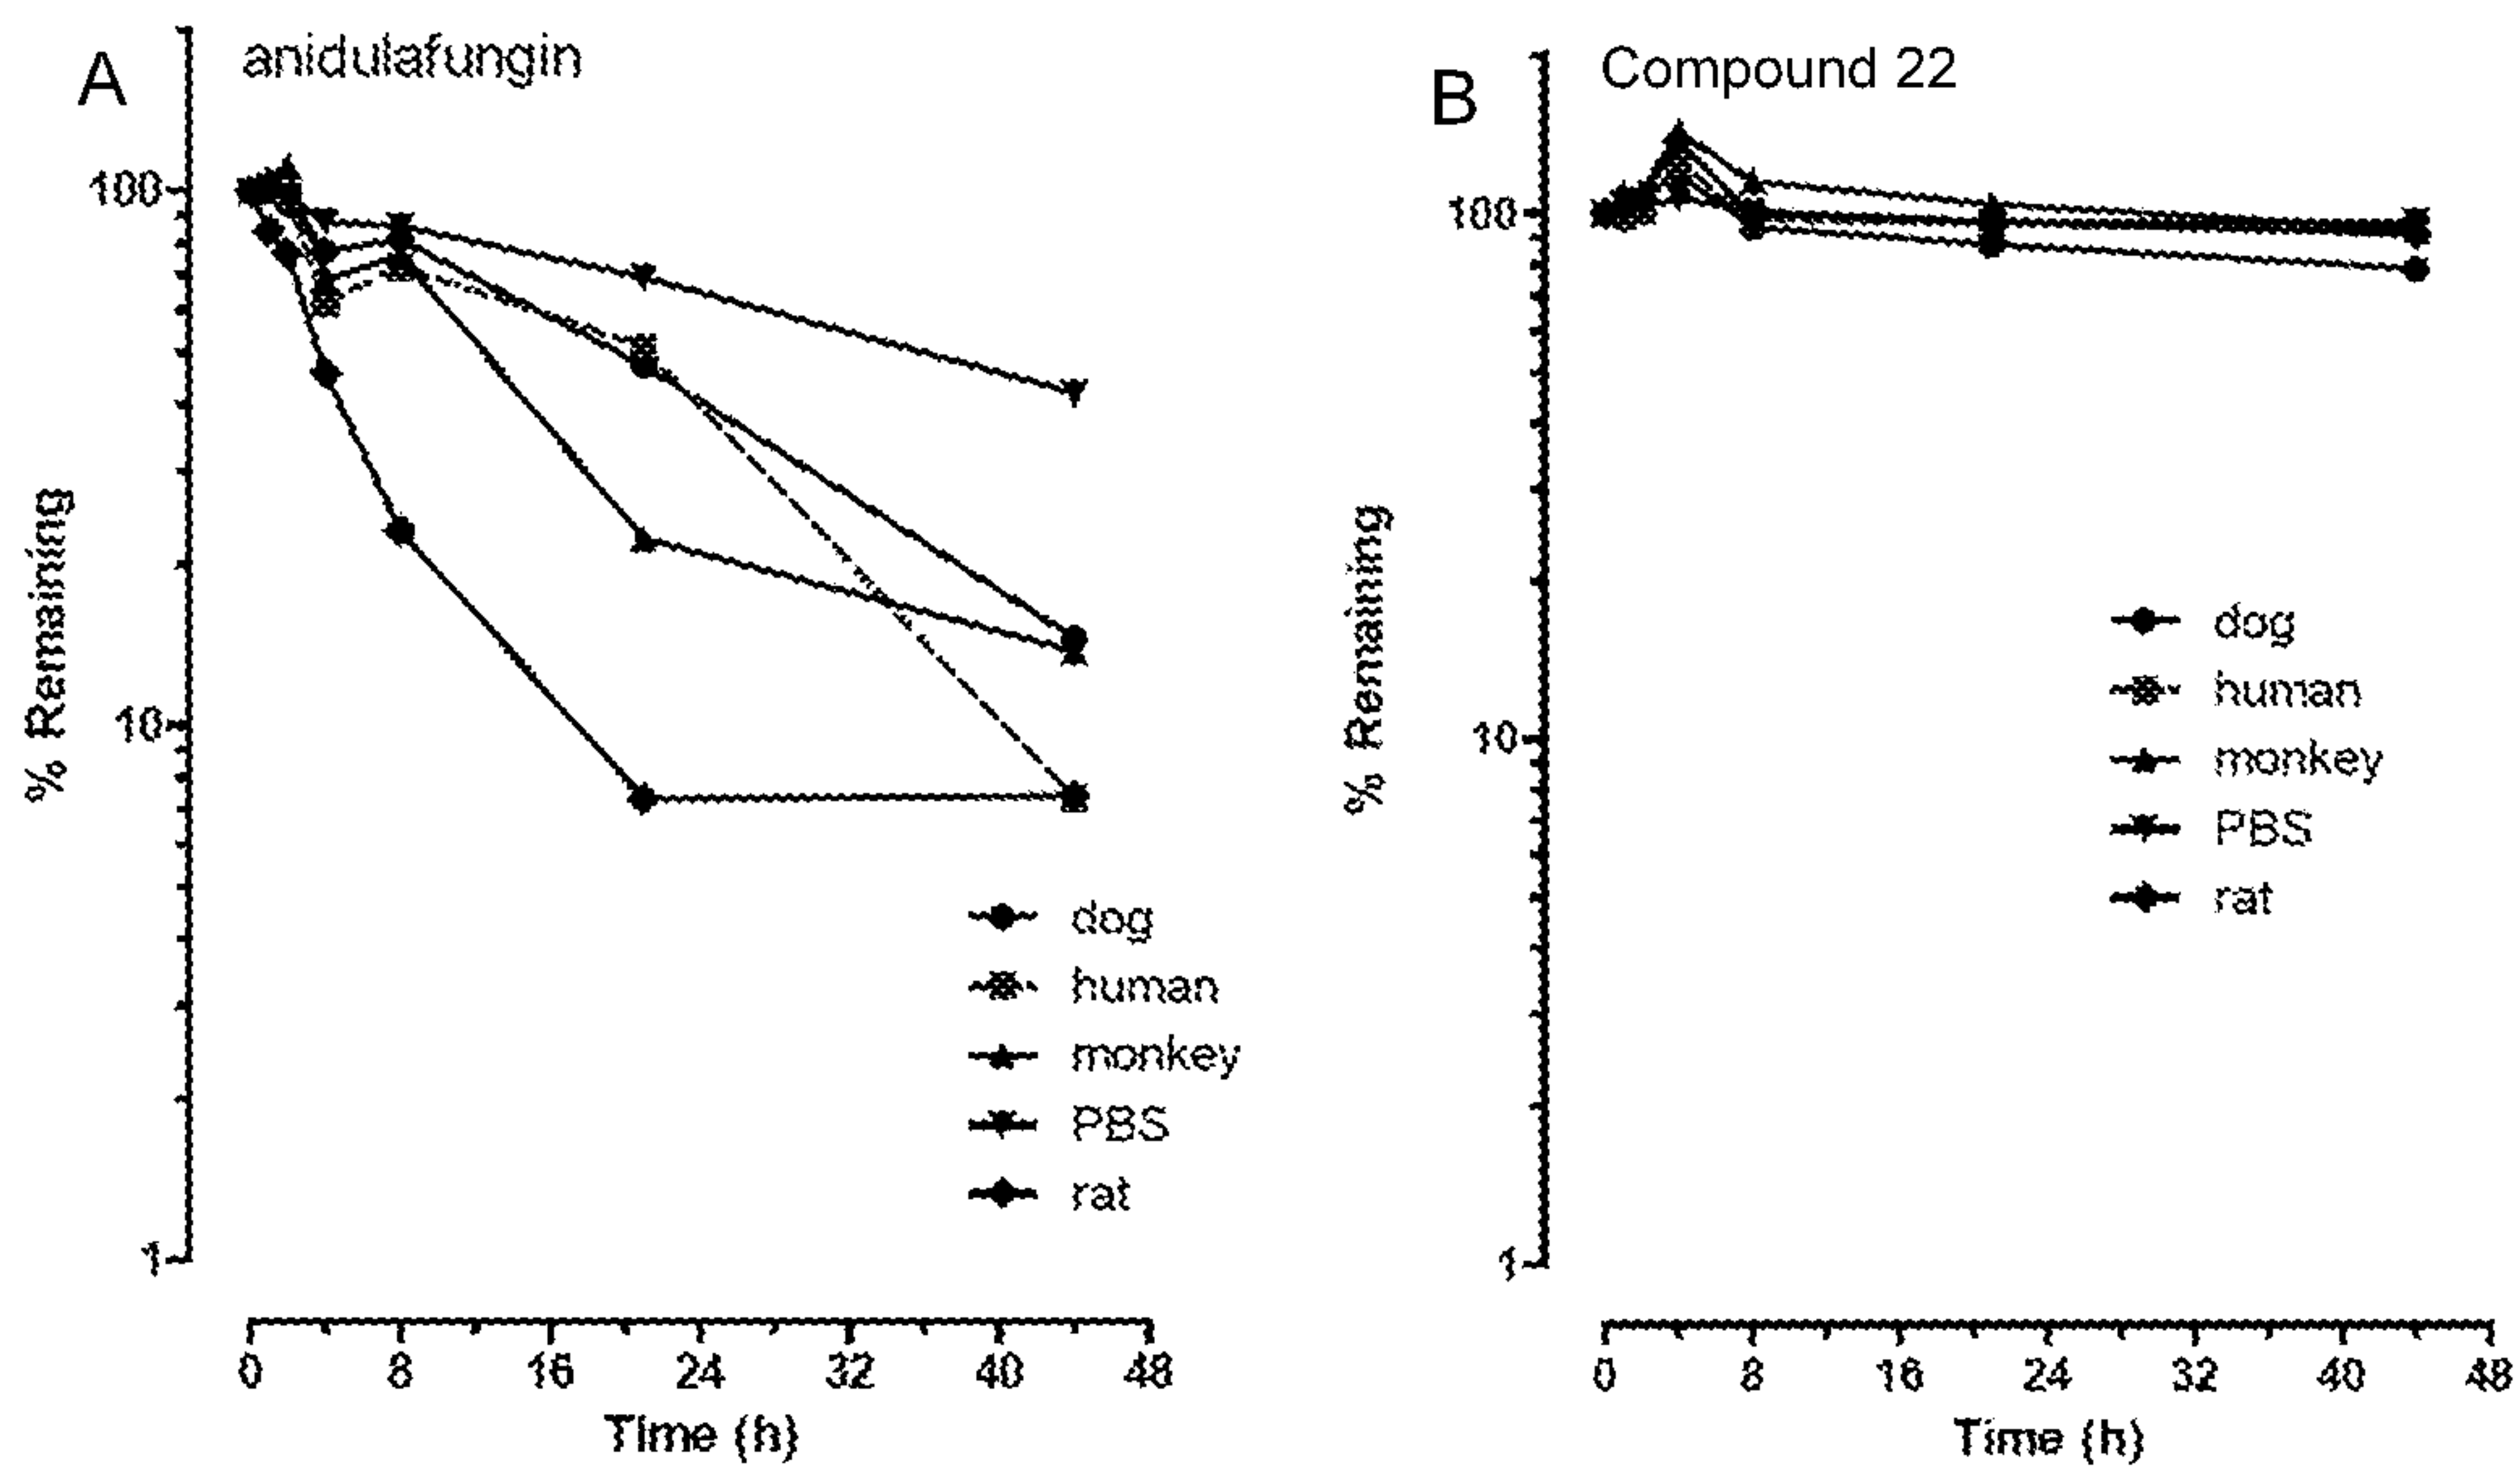 A
anidulafungin
100
10
1
% Remaining
dog
human
monkey
PBS
rat
0 8 16 24 32 40 48
Time (h)
B
Compound 22
100
10
1
% Remaining
dog
human
monkey
PBS
rat
0 8 16 24 32 40 48
Time (h)